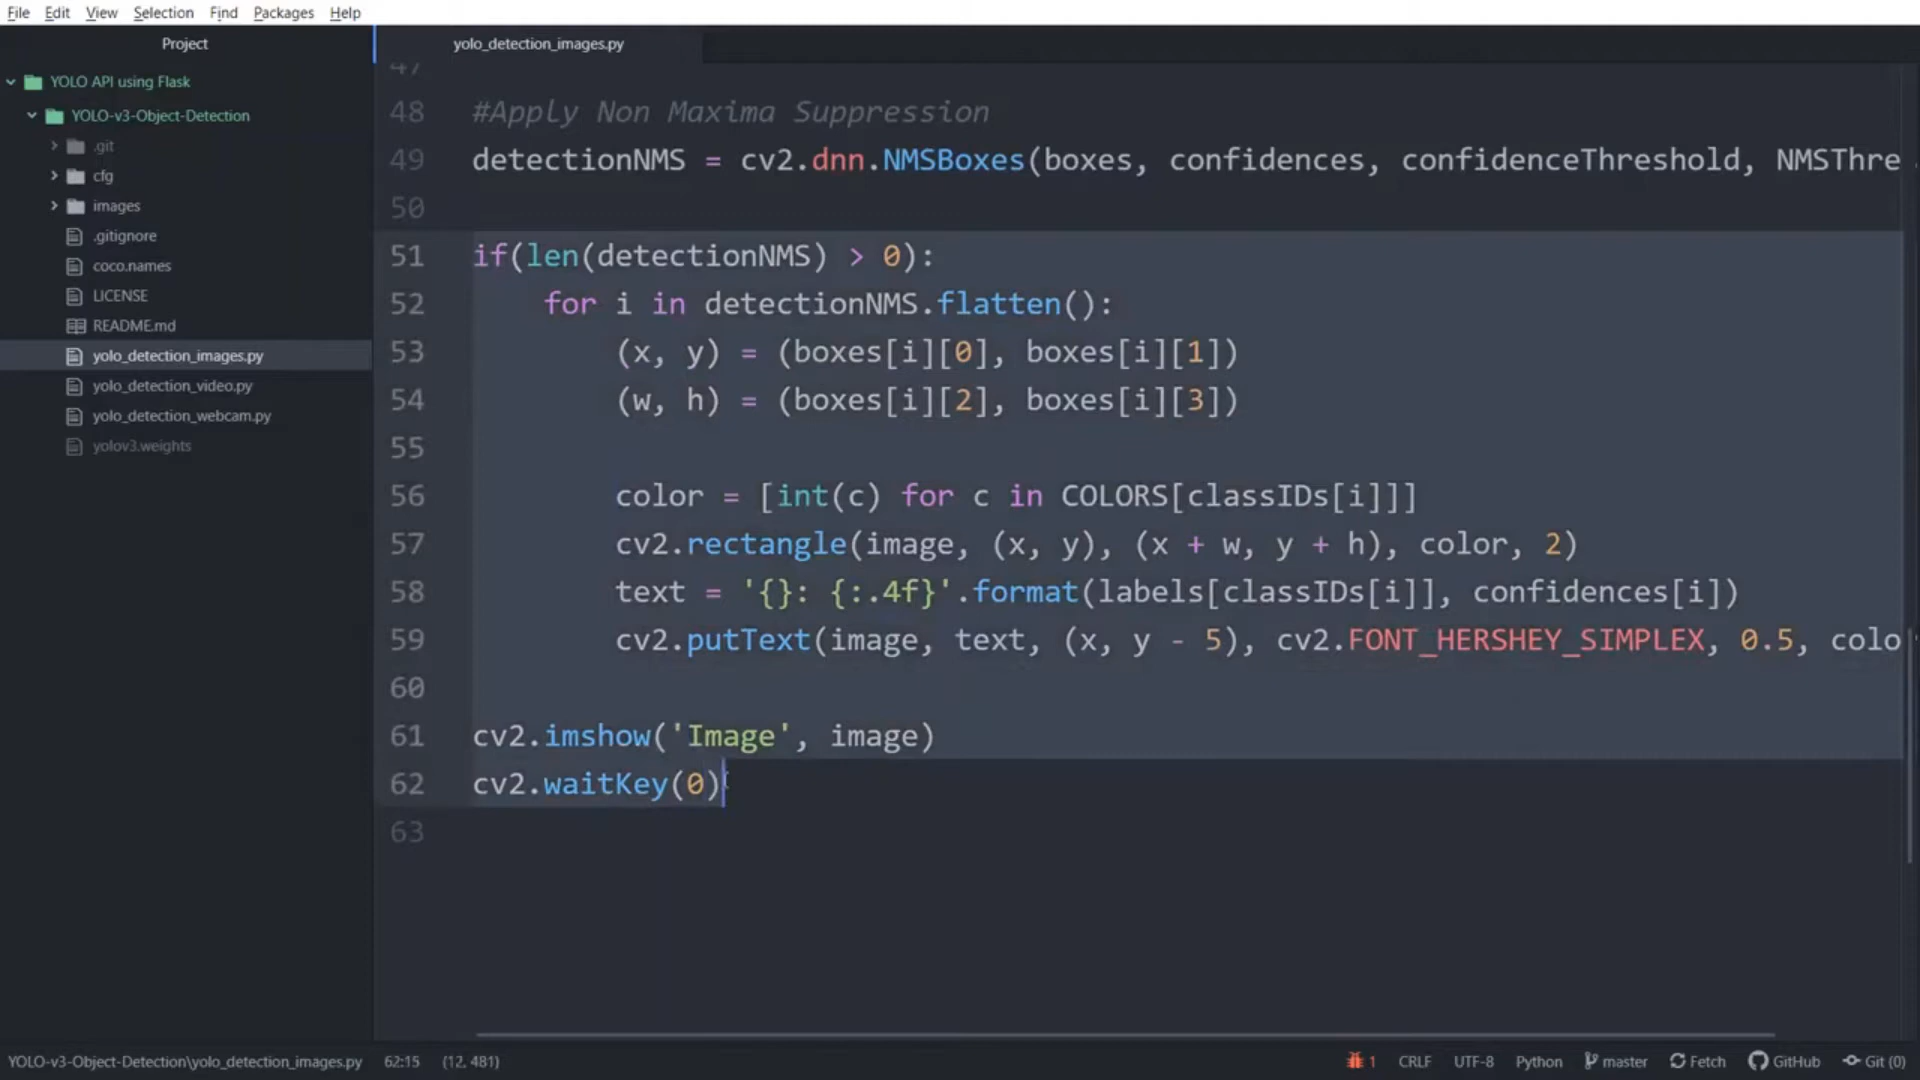 File Edit View Selection Find Packages Help
Project
yolo_detection_images.py
YOLO API using Flask
YOLO-v3-Object-Detection
.git
cfg
images
.gitignore
coco.names
LICENSE
README.md
yolo_detection_images.py
yolo_detection_video.py
yolo_detection_webcam.py
yolov3.weights
47
48 #Apply Non Maxima Suppression
49 detectionNMS = cv2.dnn.NMSBoxes(boxes, confidences, confidenceThreshold, NMSThre
50
51 if(len(detectionNMS) > 0):
52 for i in detectionNMS.flatten():
53 (x, y) = (boxes[i][0], boxes[i][1])
54 (w, h) = (boxes[i][2], boxes[i][3])
55
56 color = [int(c) for c in COLORS[classIDs[i]]]
57 cv2.rectangle(image, (x, y), (x + w, y + h), color, 2)
58 text = '{}: {:.4f}'.format(labels[classIDs[i]], confidences[i])
59 cv2.putText(image, text, (x, y - 5), cv2.FONT_HERSHEY_SIMPLEX, 0.5, colo
60
61 cv2.imshow('Image', image)
62 cv2.waitKey(0)
63
YOLO-v3-Object-Detection\yolo_detection_images.py 62:15 (12, 481) 1 CRLF UTF-8 Python master Fetch GitHub Git (0)